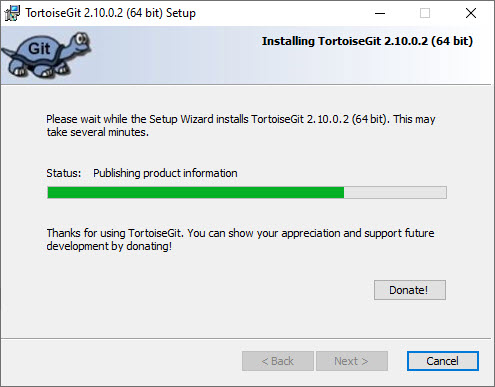 TortoiseGit 2.10.0.2 (64 bit) Setup
Git
Installing TortoiseGit 2.10.0.2 (64 bit)
Please wait while the Setup Wizard installs TortoiseGit 2.10.0.2 (64 bit). This may
take several minutes.
Status: Publishing product information
Thanks for using TortoiseGit. You can show your appreciation and support future
development by donating!
Donate!
< Back Next > Cancel